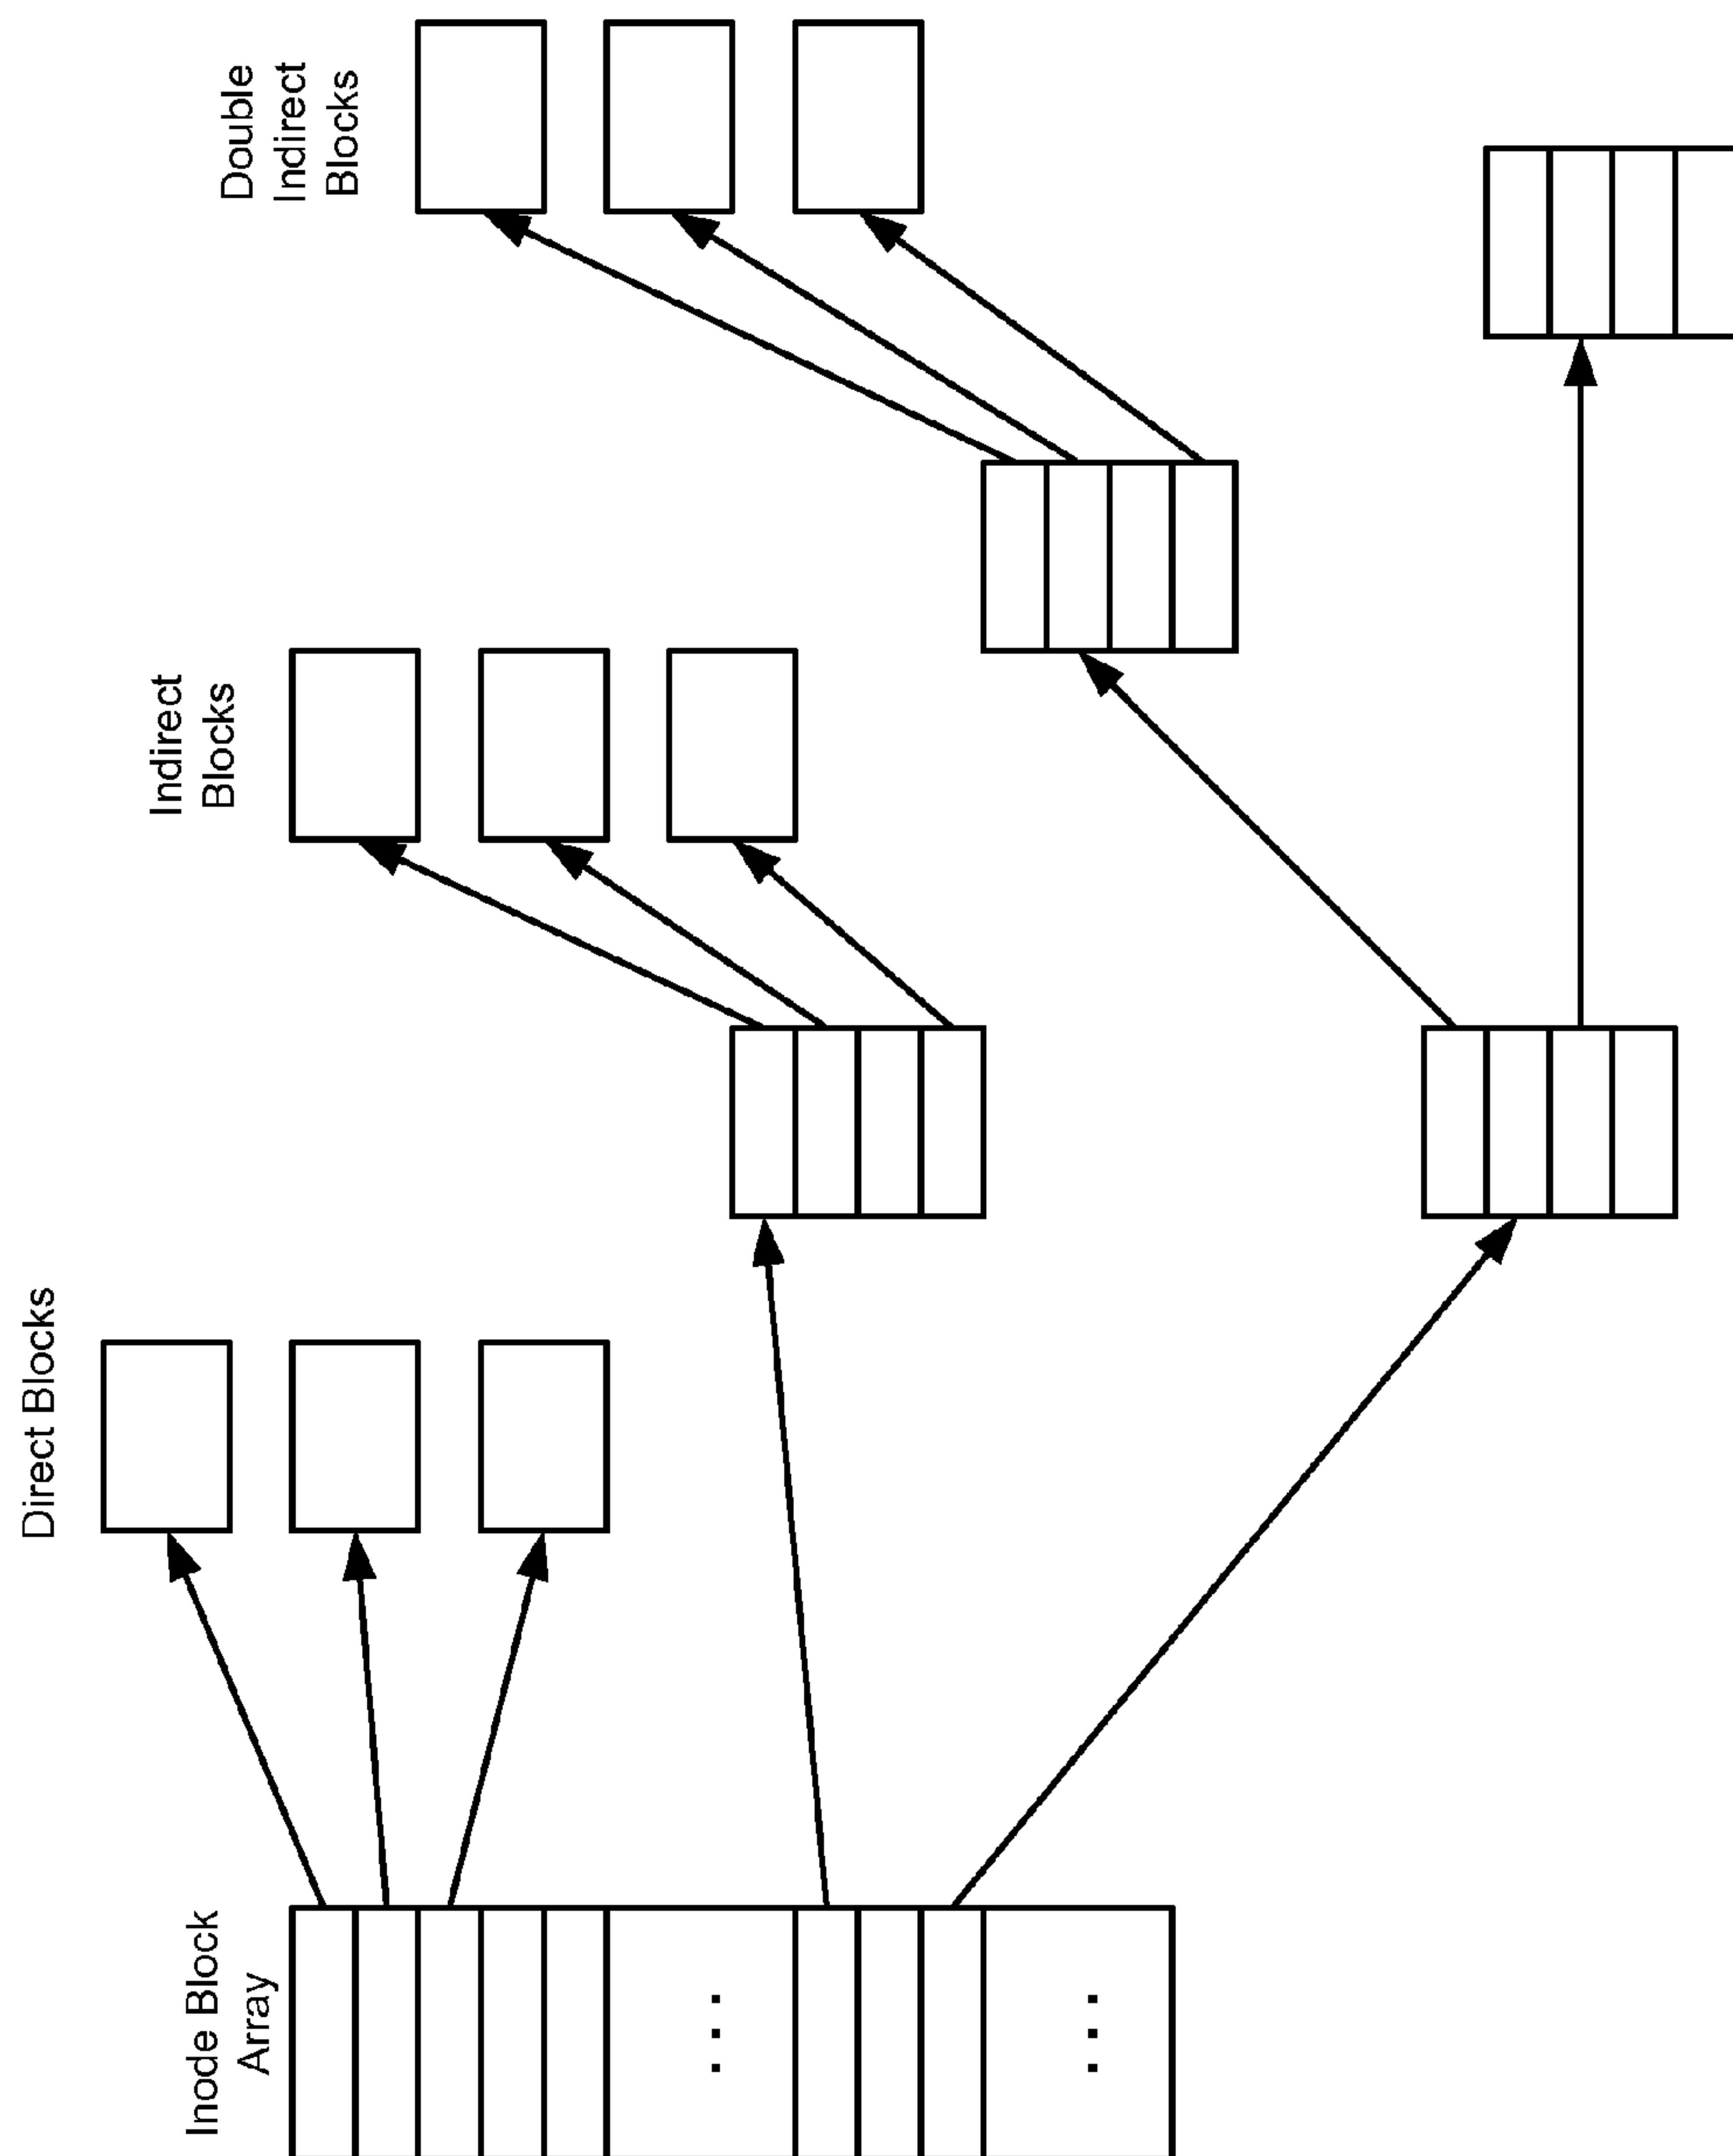 Inode Block
Array
Direct Blocks
Indirect
Blocks
Double
Indirect
Blocks
...
...